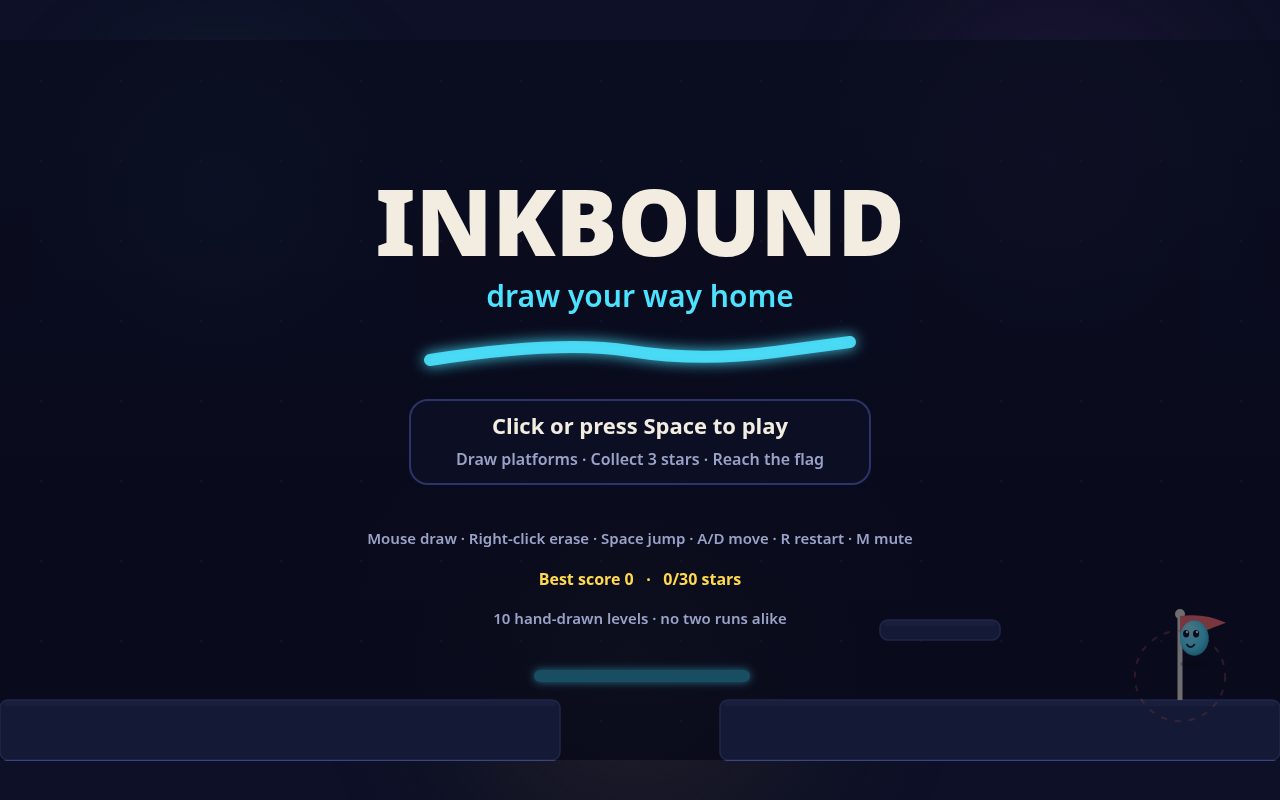 INKBOUND
draw your way home
Click or press Space to play
Draw platforms · Collect 3 stars · Reach the flag
Mouse draw · Right-click erase · Space jump · A/D move · R restart · M mute
Best score 0 · 0/30 stars
10 hand-drawn levels · no two runs alike